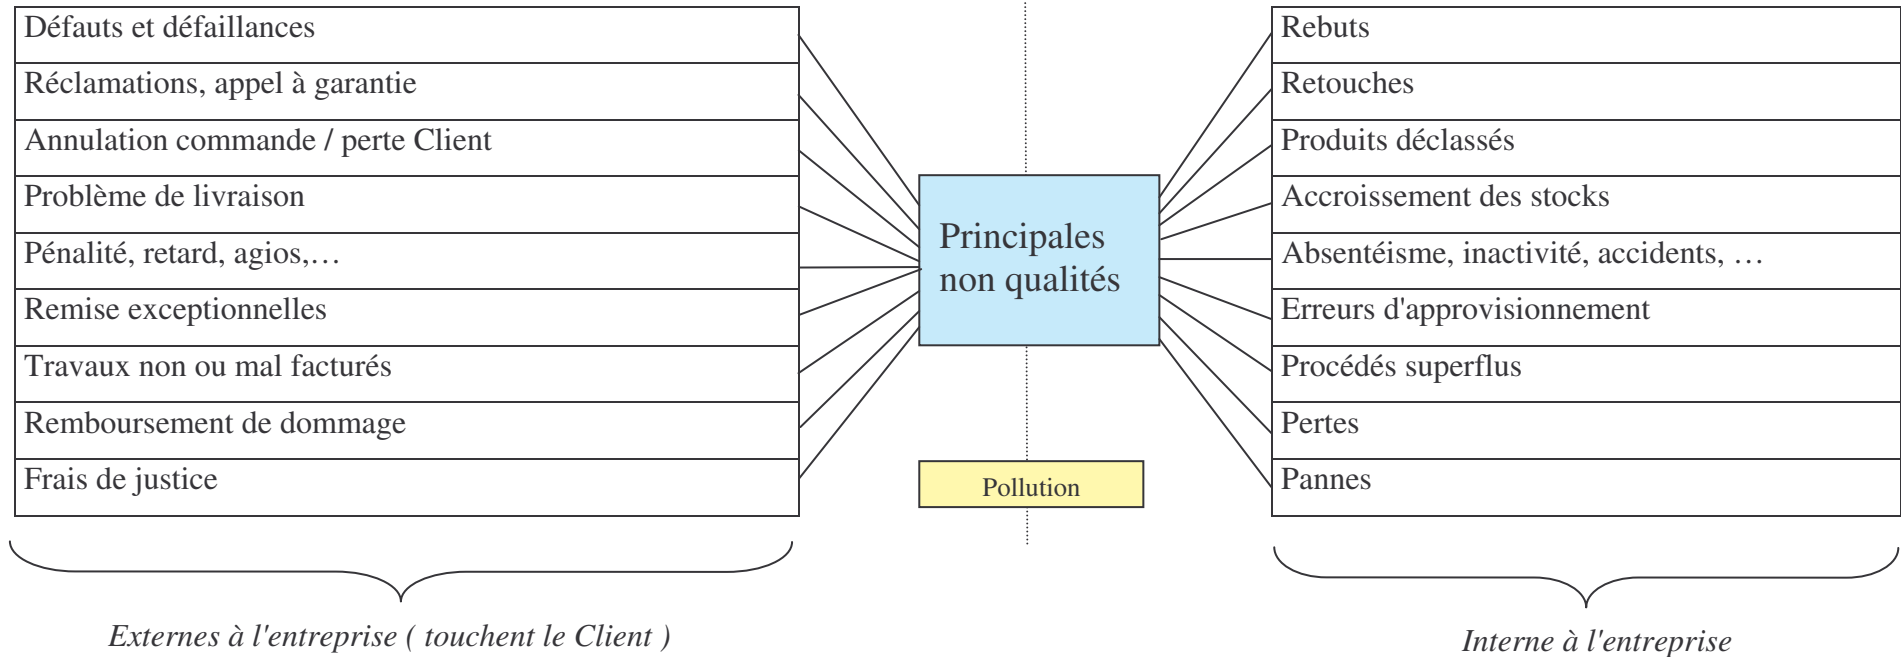 Défauts et défaillances
Réclamations, appel à garantie
Annulation commande / perte Client
Problème de livraison
Pénalité, retard, agios,…
Remise exceptionnelles
Travaux non ou mal facturés
Remboursement de dommage
Frais de justice
Externes à l'entreprise ( touchent le Client )
Principales
non qualités
Pollution
Rebuts
Retouches
Produits déclassés
Accroissement des stocks
Absentéisme, inactivité, accidents, …
Erreurs d'approvisionnement
Procédés superflus
Pertes
Pannes
Interne à l'entreprise